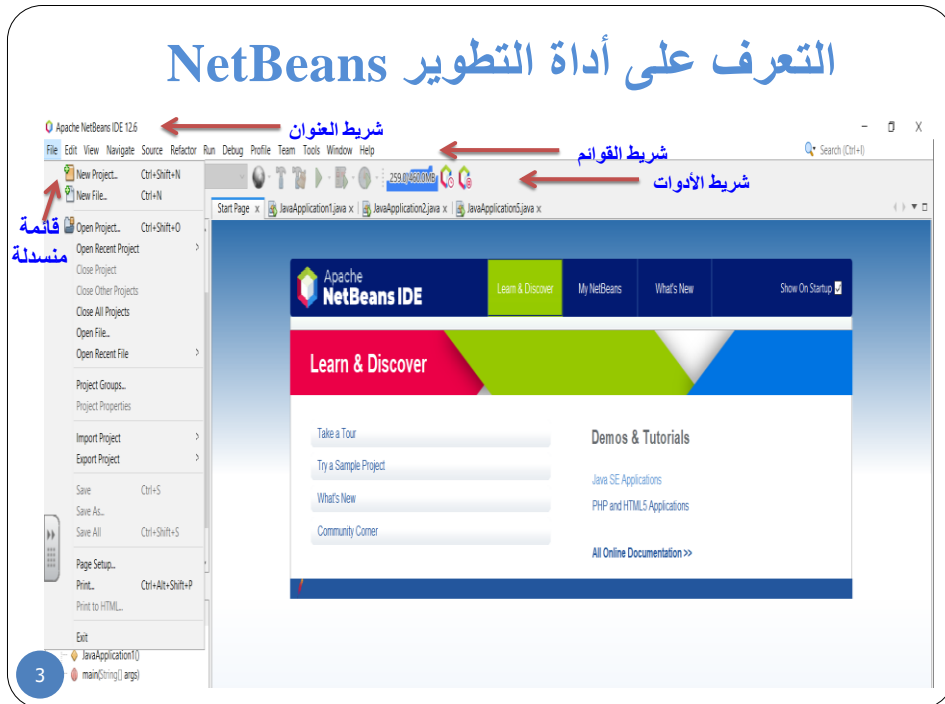 التعرف على أداة التطوير NetBeans
Apache NetBeans IDE 12.6
شريط العنوان
File Edit View Navigate Source Refactor Run Debug Profile Team Tools Window Help
شريط القوائم
Search (Ctrl+I)
شريط الأدوات
قائمة
منسدلة
New Project... Ctrl+Shift+N
New File... Ctrl+N
Open Project... Ctrl+Shift+O
Open Recent Project
Close Project
Close Other Projects
Close All Projects
Open File...
Open Recent File
Project Groups...
Project Properties
Import Project
Export Project
Save Ctrl+S
Save As...
Save All Ctrl+Shift+S
Page Setup...
Print... Ctrl+Alt+Shift+P
Print to HTML...
Exit
JavaApplication1()
main(String[] args)
Start Page x JavaApplication1.java x JavaApplication2.java x JavaApplication5.java x
Apache
NetBeans IDE
Learn & Discover
My NetBeans
What's New
Show On Startup
Learn & Discover
Take a Tour
Try a Sample Project
What's New
Community Corner
Demos & Tutorials
Java SE Applications
PHP and HTML5 Applications
All Online Documentation >>
3